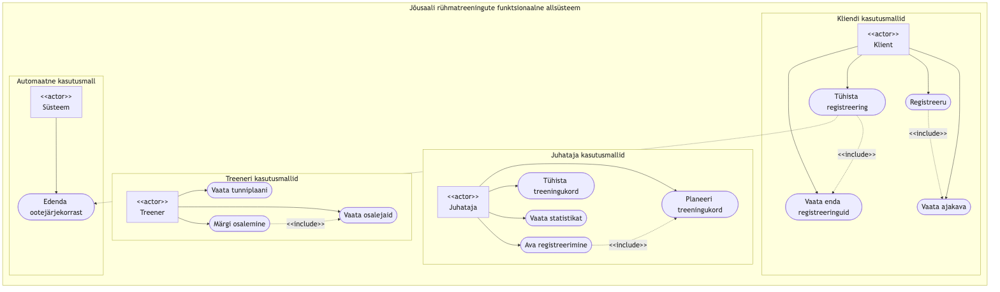 Jõusaali rühmatreeningute funktsionaalne allsüsteem
Kliendi kasutusmallid
<<actor>>
Klient
Tühista
registreering
Registreeru
<<include>>
<<include>>
Vaata enda
registreeringuid
Vaata ajakava
Automaatne kasutusmall
<<actor>>
Süsteem
Edenda
ootejärjekorrast
Treeneri kasutusmallid
<<actor>>
Treener
Vaata tunniplaani
Vaata osalejaid
Märgi osalemine
<<include>>
Juhataja kasutusmallid
<<actor>>
Juhataja
Tühista
treeningukord
Planeeri
treeningukord
Vaata statistikat
Ava registreerimine
<<include>>